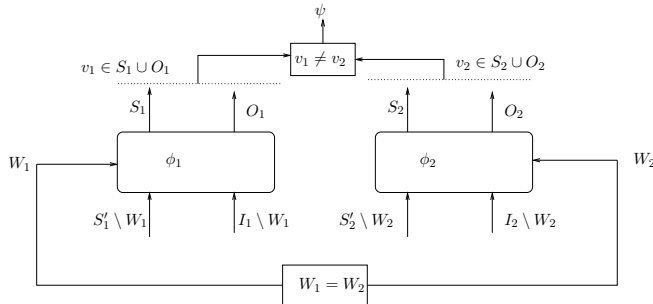 ψ
v₁ ∈ S₁ ∪ O₁
v₁ ≠ v₂
v₂ ∈ S₂ ∪ O₂
S₁
O₁
S₂
O₂
W₁
ϕ₁
ϕ₂
W₂
S′₁ \ W₁
I₁ \ W₁
S′₂ \ W₂
I₂ \ W₂
W₁ = W₂